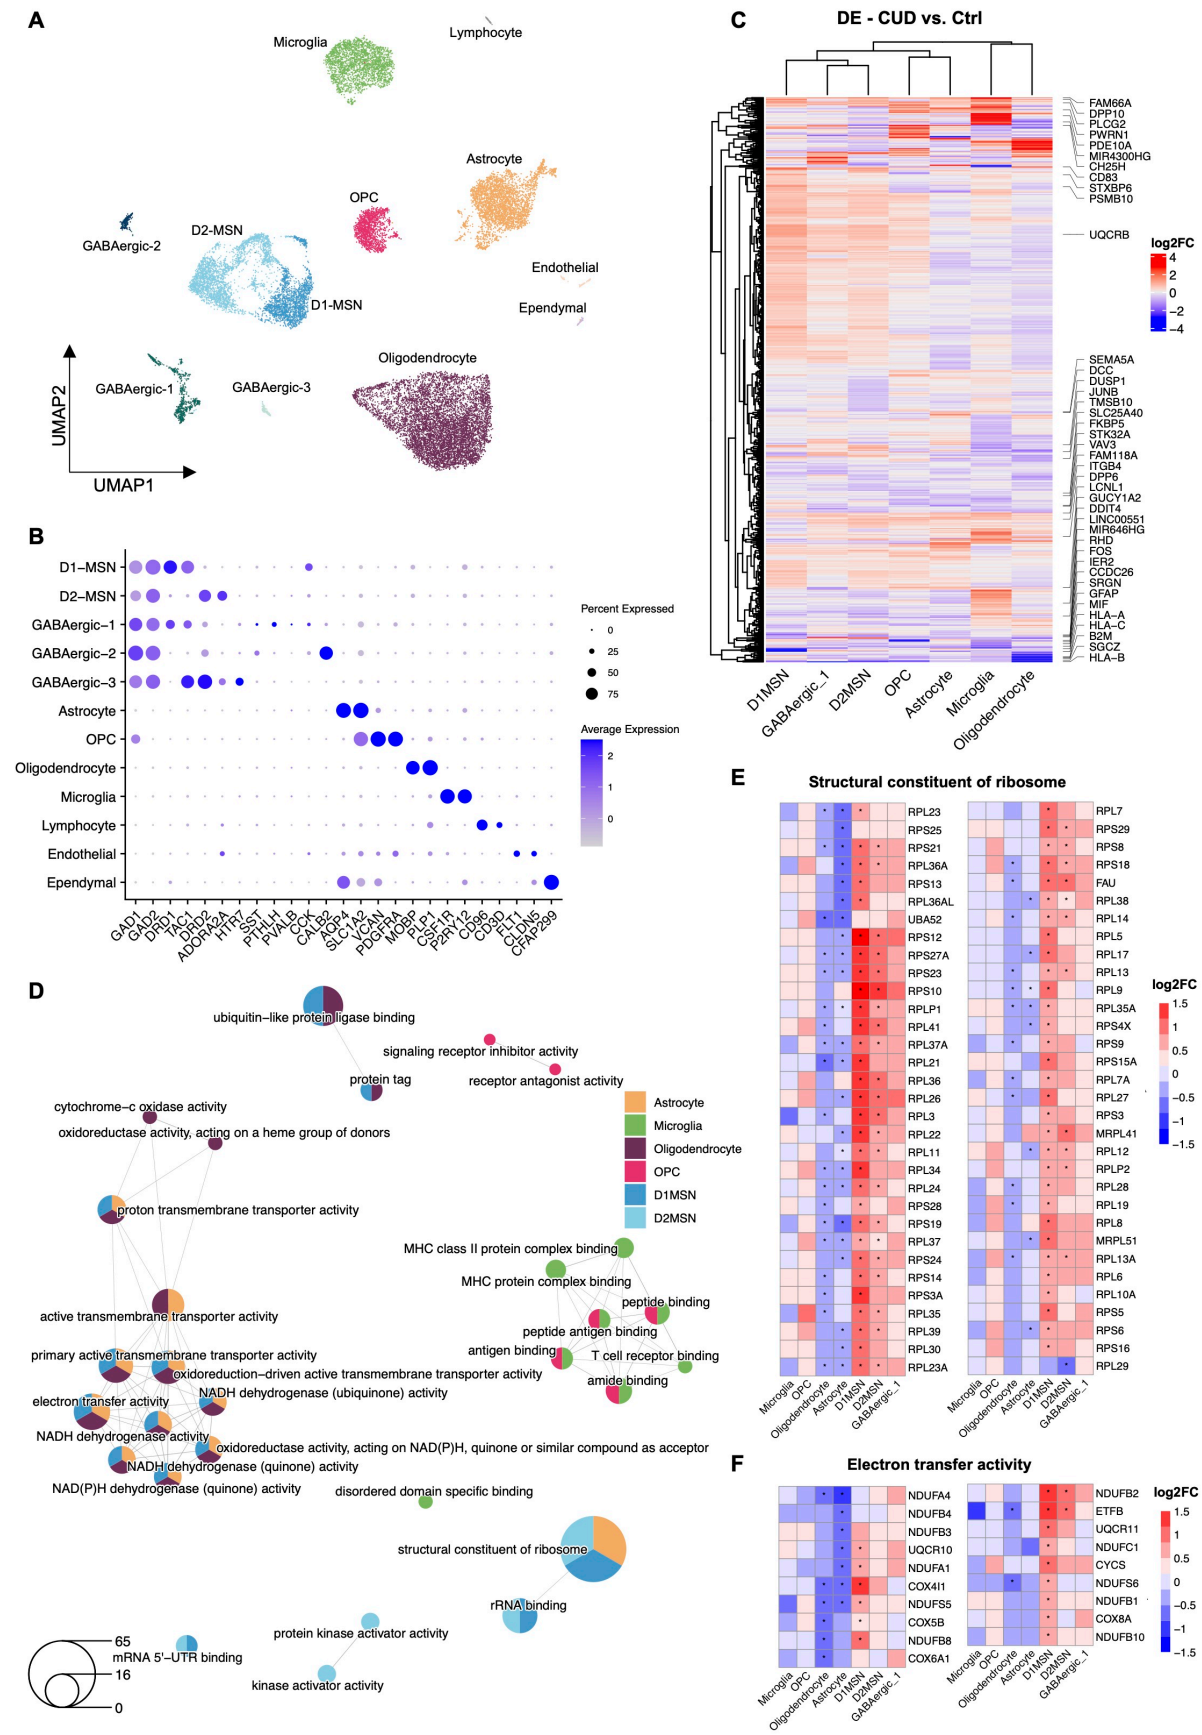 A
Microglia
Lymphocyte
Astrocyte
OPC
GABAergic-2
D2-MSN
D1-MSN
Endothelial
Ependymal
GABAergic-1
GABAergic-3
Oligodendrocyte
UMAP2
UMAP1
B
D1-MSN
D2-MSN
GABAergic-1
GABAergic-2
GABAergic-3
Astrocyte
OPC
Oligodendrocyte
Microglia
Lymphocyte
Endothelial
Ependymal
GAD1
GAD2
DRD1
TAC1
DRD2
ADORA2A
HTR7
SST
PTHLH
PVALB
CCK
CALB2
AQP4
SLC1A2
VCAN
PDGFRA
MOBP
PLP1
CSF1R
P2RY12
CD96
CD3D
FLT1
CLDN5
CFAP299
Percent Expressed
0
25
50
75
Average Expression
2
1
0
C
DE - CUD vs. Ctrl
FAM66A
DPP10
PLCG2
PWRN1
PDE10A
MIR4300HG
CH25H
CD83
STXBP6
PSMB10
UQCRB
SEMA5A
DCC
DUSP1
JUNB
TMSB10
SLC25A40
FKBP5
STK32A
VAV3
FAM118A
ITGB4
DPP6
LCNL1
GUCY1A2
DDIT4
LINC00551
MIR646HG
RHD
FOS
IER2
CCDC26
SRGN
GFAP
MIF
HLA-A
HLA-C
B2M
SGCZ
HLA-B
D1MSN
GABAergic_1
D2MSN
OPC
Astrocyte
Microglia
Oligodendrocyte
log2FC
4
2
0
−2
−4
D
ubiquitin−like protein ligase binding
signaling receptor inhibitor activity
protein tag
receptor antagonist activity
cytochrome−c oxidase activity
oxidoreductase activity, acting on a heme group of donors
proton transmembrane transporter activity
MHC class II protein complex binding
MHC protein complex binding
peptide binding
active transmembrane transporter activity
peptide antigen binding
primary active transmembrane transporter activity
antigen binding
T cell receptor binding
oxidoreduction−driven active transmembrane transporter activity
amide binding
NADH dehydrogenase (ubiquinone) activity
electron transfer activity
NADH dehydrogenase activity
oxidoreductase activity, acting on NAD(P)H, quinone or similar compound as acceptor
NADH dehydrogenase (quinone) activity
NAD(P)H dehydrogenase (quinone) activity
disordered domain specific binding
structural constituent of ribosome
rRNA binding
protein kinase activator activity
mRNA 5'−UTR binding
kinase activator activity
65
16
0
Astrocyte
Microglia
Oligodendrocyte
OPC
D1MSN
D2MSN
E
Structural constituent of ribosome
RPL23
RPS25
RPS21
RPL36A
RPS13
RPL36AL
UBA52
RPS12
RPS27A
RPS23
RPS10
RPLP1
RPL41
RPL37A
RPL21
RPL36
RPL26
RPL3
RPL22
RPL11
RPL34
RPL24
RPS28
RPS19
RPL37
RPS24
RPS14
RPS3A
RPL35
RPL39
RPL30
RPL23A
Microglia
OPC
Oligodendrocyte
Astrocyte
D1MSN
D2MSN
GABAergic_1
RPL7
RPS29
RPS8
RPS18
FAU
RPL38
RPL14
RPL5
RPL17
RPL13
RPL9
RPL35A
RPS4X
RPS9
RPS15A
RPL7A
RPL27
RPS3
MRPL41
RPL12
RPLP2
RPL28
RPL19
RPL8
MRPL51
RPL13A
RPL6
RPL10A
RPS5
RPS6
RPS16
RPL29
Microglia
OPC
Oligodendrocyte
Astrocyte
D1MSN
D2MSN
GABAergic_1
log2FC
1.5
1
0.5
0
−0.5
−1
−1.5
F
Electron transfer activity
NDUFA4
NDUFB4
NDUFB3
UQCR10
NDUFA1
COX4I1
NDUFS5
COX5B
NDUFB8
COX6A1
Microglia
OPC
Oligodendrocyte
Astrocyte
D1MSN
D2MSN
GABAergic_1
NDUFB2
ETFB
UQCR11
NDUFC1
CYCS
NDUFS6
NDUFB1
COX8A
NDUFB10
Microglia
OPC
Oligodendrocyte
Astrocyte
D1MSN
D2MSN
GABAergic_1
log2FC
1.5
1
0.5
0
−0.5
−1
−1.5